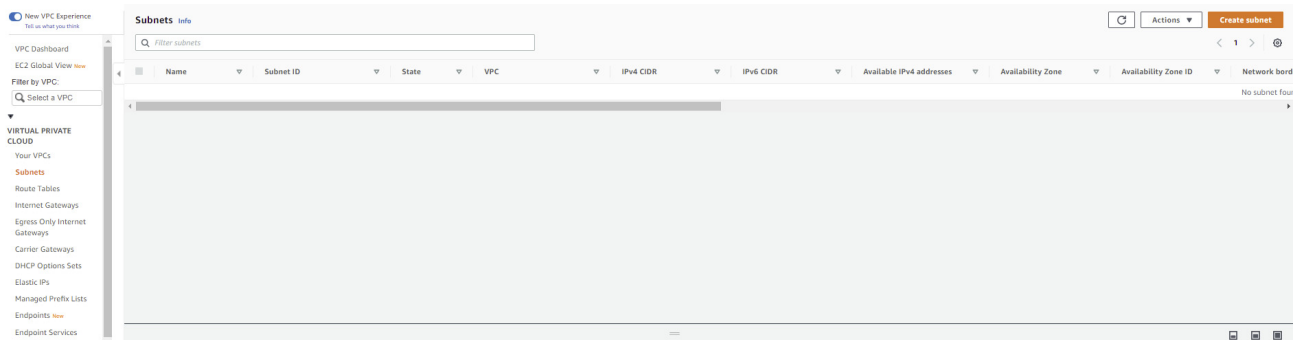 New VPC Experience
Tell us what you think
VPC Dashboard
EC2 Global View New
Filter by VPC:
Select a VPC
VIRTUAL PRIVATE
CLOUD
Your VPCs
Subnets
Route Tables
Internet Gateways
Egress Only Internet
Gateways
Carrier Gateways
DHCP Options Sets
Elastic IPs
Managed Prefix Lists
Endpoints New
Endpoint Services
Subnets Info
Actions
Create subnet
Filter subnets
1
Name Subnet ID State VPC IPv4 CIDR IPv6 CIDR Available IPv4 addresses Availability Zone Availability Zone ID Network bord
No subnet four